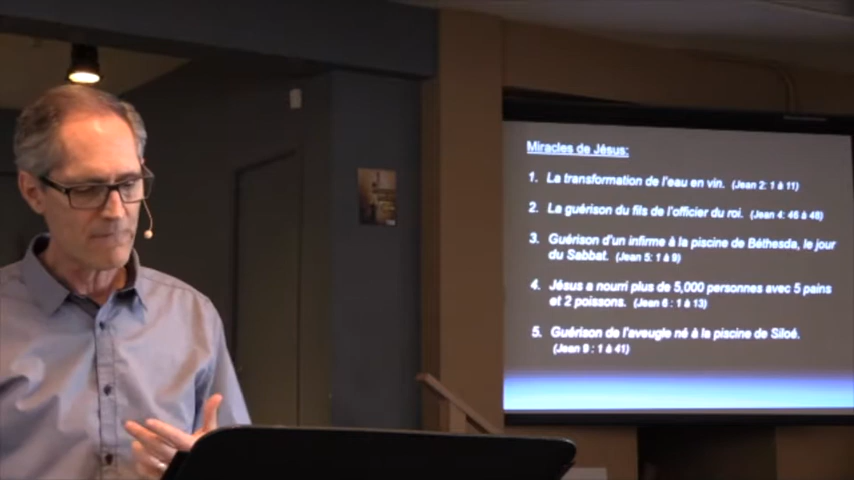 Miracles de Jésus:
1. La transformation de l'eau en vin. (Jean 2: 1 à 11)
2. La guérison du fils de l'officier du roi. (Jean 4: 46 à 48)
3. Guérison d'un infirme à la piscine de Béthesda, le jour
du Sabbat. (Jean 5: 1 à 9)
4. Jésus a nourri plus de 5,000 personnes avec 5 pains
et 2 poissons. (Jean 6 : 1 à 13)
5. Guérison de l'aveugle né à la piscine de Siloé.
(Jean 9 : 1 à 41)